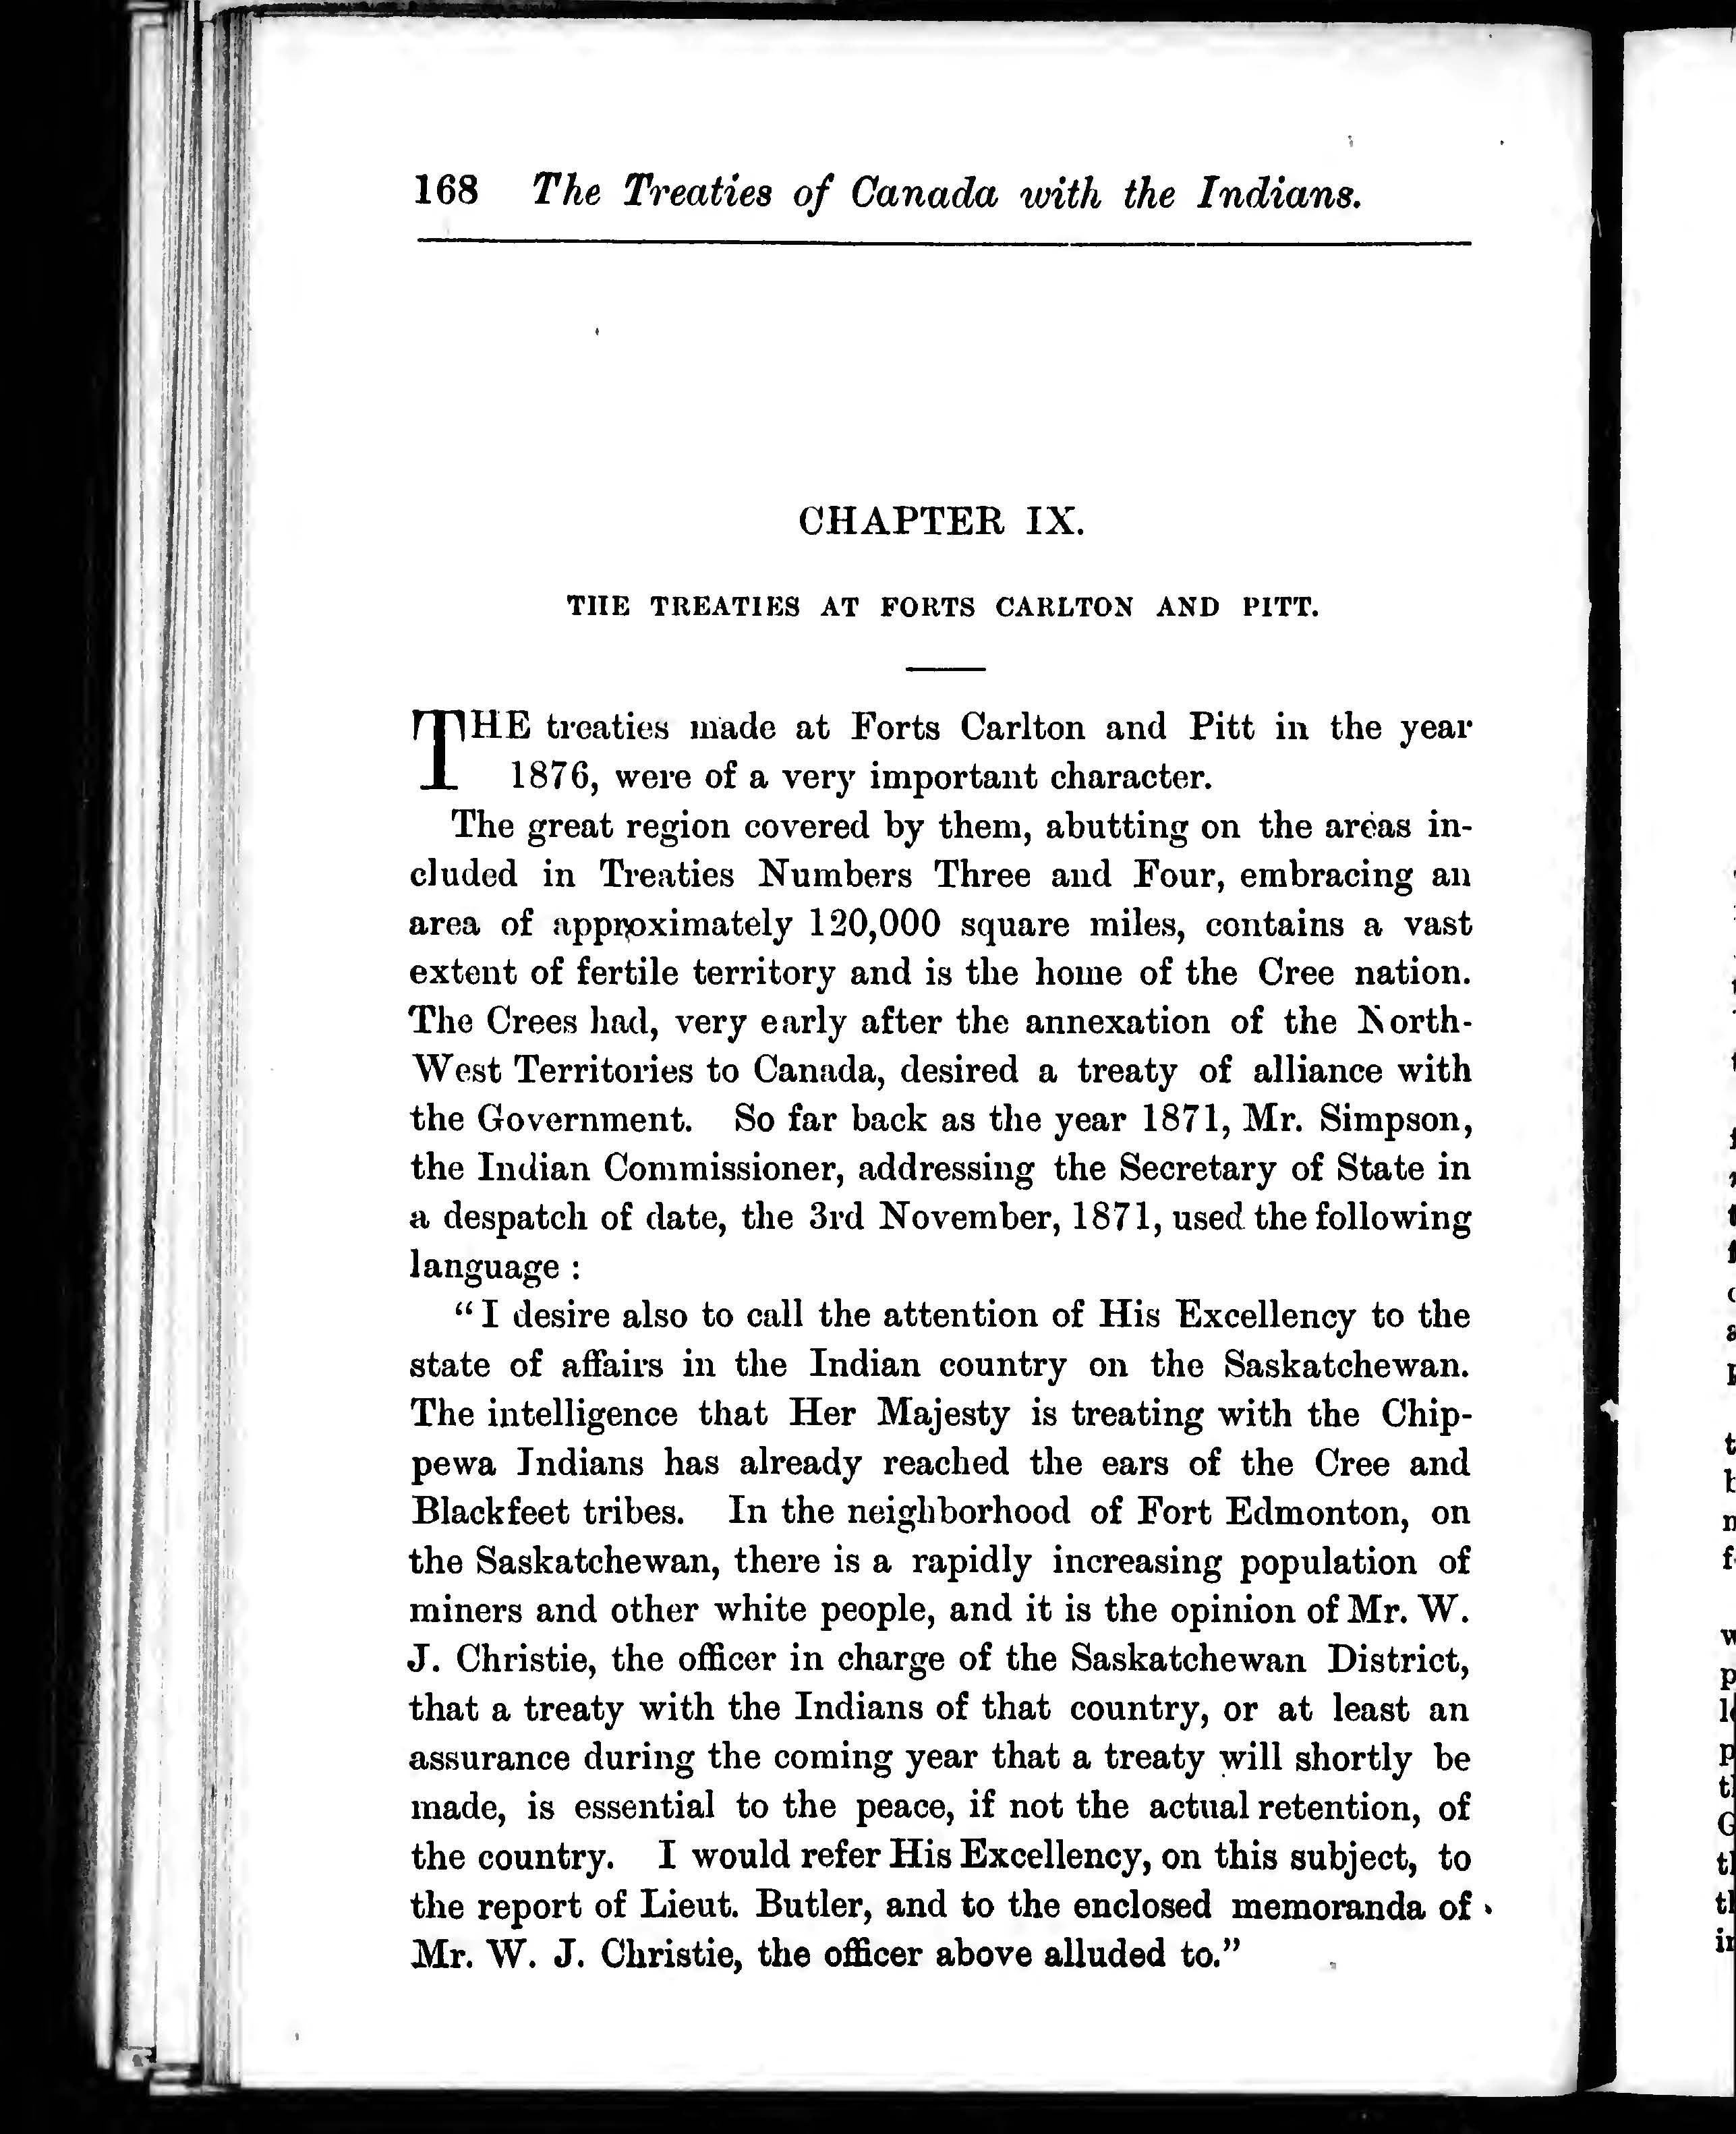 168 The Treaties of Canada with the Indians.
CHAPTER IX.
THE TREATIES AT FORTS CARLTON AND PITT.
THE treaties made at Forts Carlton and Pitt in the year
1876, were of a very important character.
The great region covered by them, abutting on the areas in-
cluded in Treaties Numbers Three and Four, embracing an
area of approximately 120,000 square miles, contains a vast
extent of fertile territory and is the home of the Cree nation.
The Crees had, very early after the annexation of the North-
West Territories to Canada, desired a treaty of alliance with
the Government. So far back as the year 1871, Mr. Simpson,
the Indian Commissioner, addressing the Secretary of State in
a despatch of date, the 3rd November, 1871, used the following
language :
"I desire also to call the attention of His Excellency to the
state of affairs in the Indian country on the Saskatchewan.
The intelligence that Her Majesty is treating with the Chip-
pewa Indians has already reached the ears of the Cree and
Blackfeet tribes. In the neighborhood of Fort Edmonton, on
the Saskatchewan, there is a rapidly increasing population of
miners and other white people, and it is the opinion of Mr. W.
J. Christie, the officer in charge of the Saskatchewan District,
that a treaty with the Indians of that country, or at least an
assurance during the coming year that a treaty will shortly be
made, is essential to the peace, if not the actual retention, of
the country. I would refer His Excellency, on this subject, to
the report of Lieut. Butler, and to the enclosed memoranda of
Mr. W. J. Christie, the officer above alluded to."